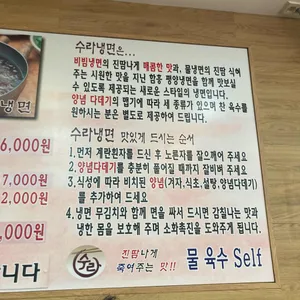 수라냉면은...
비빔냉면의 진땀나게 매콤한 맛과, 물냉면의 진땀 식혀
주는 시원한 맛을 지닌 함흥 평양냉면을 함께 맛보실
수 있도록 제공되는 새로운 스타일의 냉면입니다.
양념 다데기의 맵기에 따라 세 종류가 있으며 찬 육수를
원하시는 분은 별도로 제공하여 드립니다.
수라냉면 맛있게 드시는 순서
1.먼저 계란흰자를 드신 후 노른자를 잘으깨어 주세요
2.양념다데기를 충분히 풀어질 때까지 잘비벼 주세요.
3.식성에 따라 비치된 양념(겨자,식초,설탕,양념다데기)
를 추가하여 드세요
4.냉면 무김치와 함께 면을 싸서 드시면 감칠나는 맛과
냉한 몸을 보호해 주며 소화촉진을 도와주게 됩니다.
수라
진땀나게
죽여주는 맛!!
물 육수 Self
냉면
6,000원
7,000원
2,000원
,000원
니다